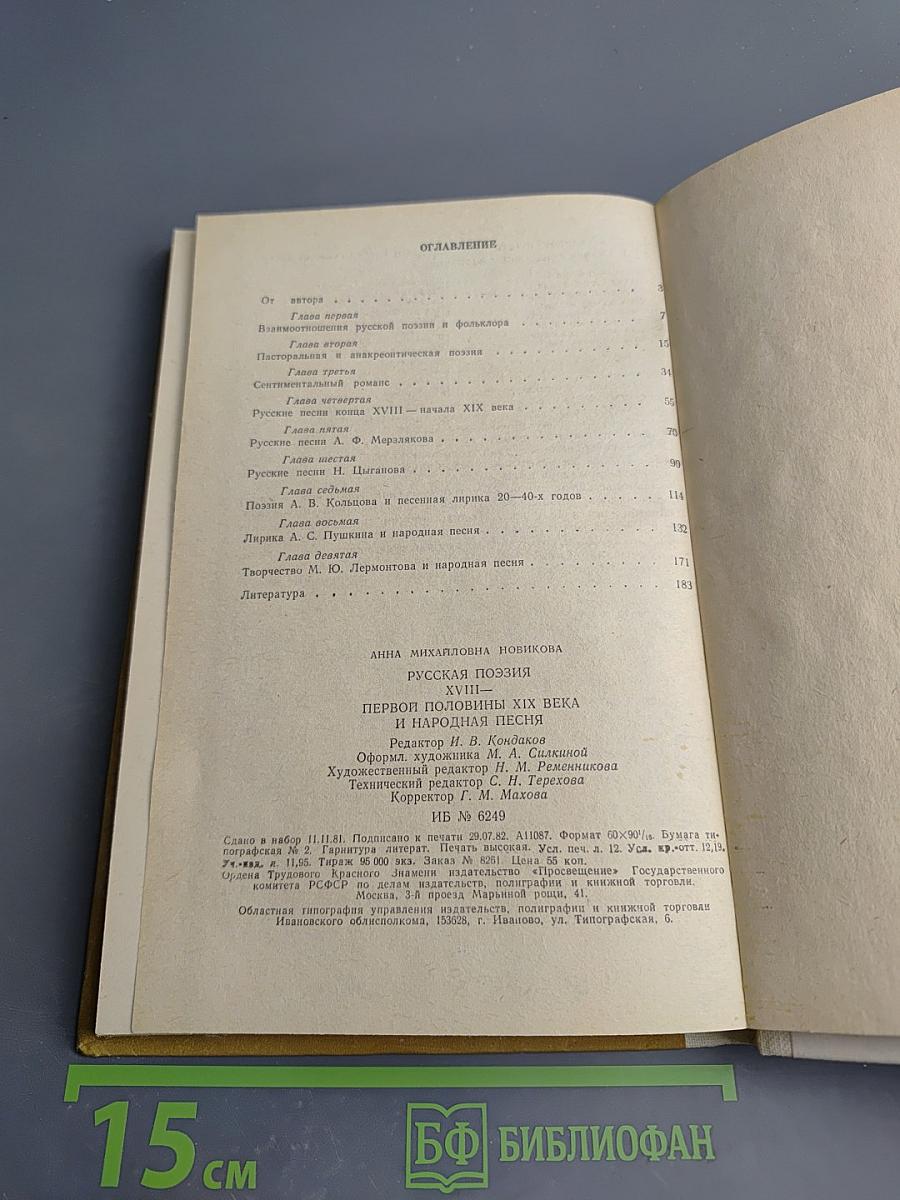 ОГЛАВЛЕНИЕ
От автора . . . . . . . . . . . . . . . . . . . . 3
Глава первая
Взаимоотношения русской поэзии и фольклора . . . . . . . . 7
Глава вторая
Пасторальная и анакреонтическая поэзия . . . . . . . . . . 15
Глава третья
Сентиментальный романс . . . . . . . . . . . . . . . . 34
Глава четвертая
Русские песни конца XVIII — начала XIX века . . . . . . . . 55
Глава пятая
Русские песни А. Ф. Мерзлякова . . . . . . . . . . . . . 70
Глава шестая
Русские песни Н. Цыганова . . . . . . . . . . . . . . . 90
Глава седьмая
Поэзия А. В. Кольцова и песенная лирика 20—40-х годов . . . . . 114
Глава восьмая
Лирика А. С. Пушкина и народная песня . . . . . . . . . . 132
Глава девятая
Творчество М. Ю. Лермонтова и народная песня . . . . . . . . 171
Литература . . . . . . . . . . . . . . . . . . . . 183
АННА МИХАЙЛОВНА НОВИКОВА
РУССКАЯ ПОЭЗИЯ
XVIII—
ПЕРВОЙ ПОЛОВИНЫ XIX ВЕКА
И НАРОДНАЯ ПЕСНЯ
Редактор И. В. Кондаков
Оформл. художника М. А. Силкиной
Художественный редактор Н. М. Ременникова
Технический редактор С. Н. Терехова
Корректор Г. М. Махова
ИБ № 6249
Сдано в набор 11.11.81. Подписано к печати 29.07.82. А11087. Формат 60×90¹/₁₆. Бумага ти-
пографская № 2. Гарнитура литерат. Печать высокая. Усл. печ. л. 12. Усл. кр.-отт. 12,19.
Уч.-изд. л. 11,95. Тираж 95 000 экз. Заказ № 8261. Цена 55 коп.
Ордена Трудового Красного Знамени издательство «Просвещение» Государственного
комитета РСФСР по делам издательств, полиграфии и книжной торговли.
Москва, 3-й проезд Марьиной рощи, 41.
Областная типография управления издательств, полиграфии и книжной торговли
Ивановского облисполкома, 153628, г. Иваново, ул. Типографская, 6.
15 см
БФ БИБЛИОФАН